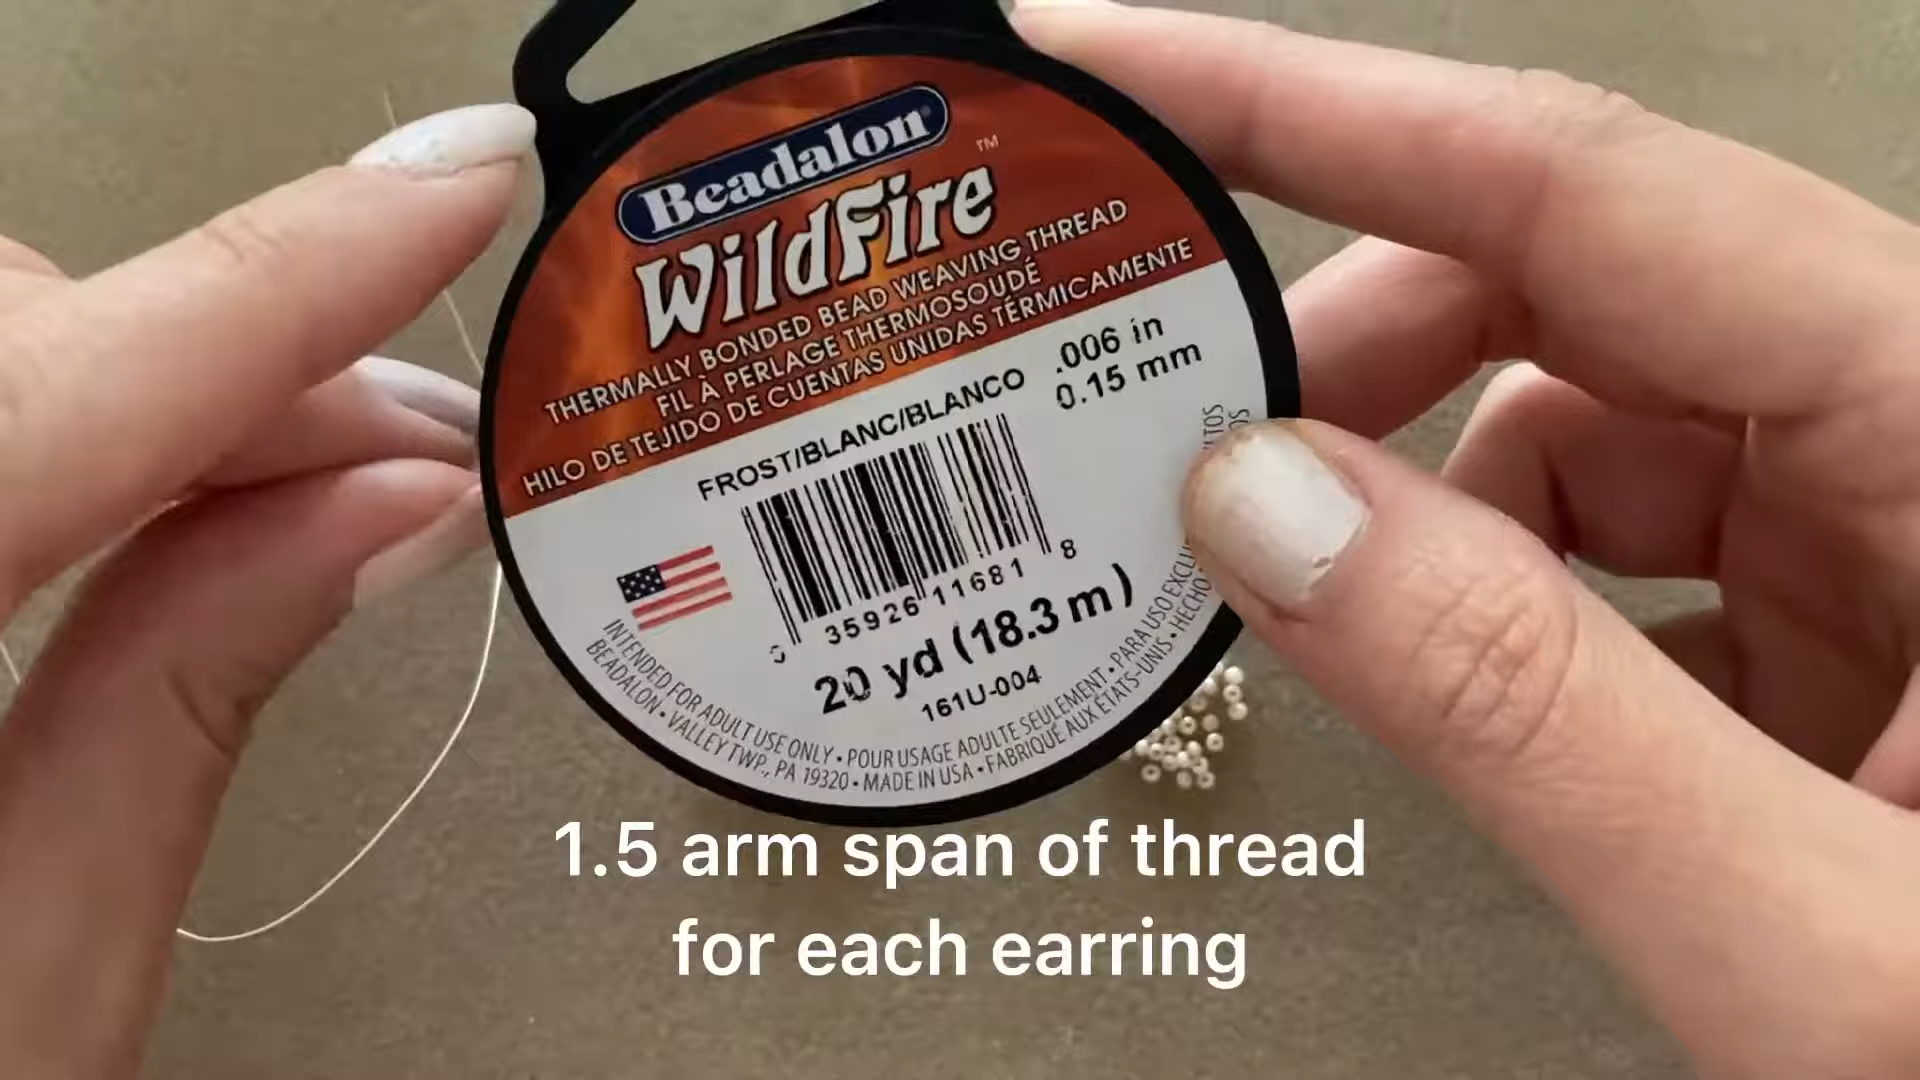 Beadalon®
WildFire™
THERMALLY BONDED BEAD WEAVING THREAD
FIL À PERLAGE THERMOSOUDÉ
HILO DE TEJIDO DE CUENTAS UNIDAS TÉRMICAMENTE
FROST/BLANC/BLANCO
.006 in
0.15 mm
35926 11681 8
20 yd (18.3 m)
161U-004
INTENDED FOR ADULT USE ONLY • POUR USAGE ADULTE SEULEMENT • PARA USO
BEADALON • VALLEY TWP., PA 19320 • MADE IN USA • FABRIQUÉ AUX ÉTATS-UNIS • HECHO
1.5 arm span of thread
for each earring